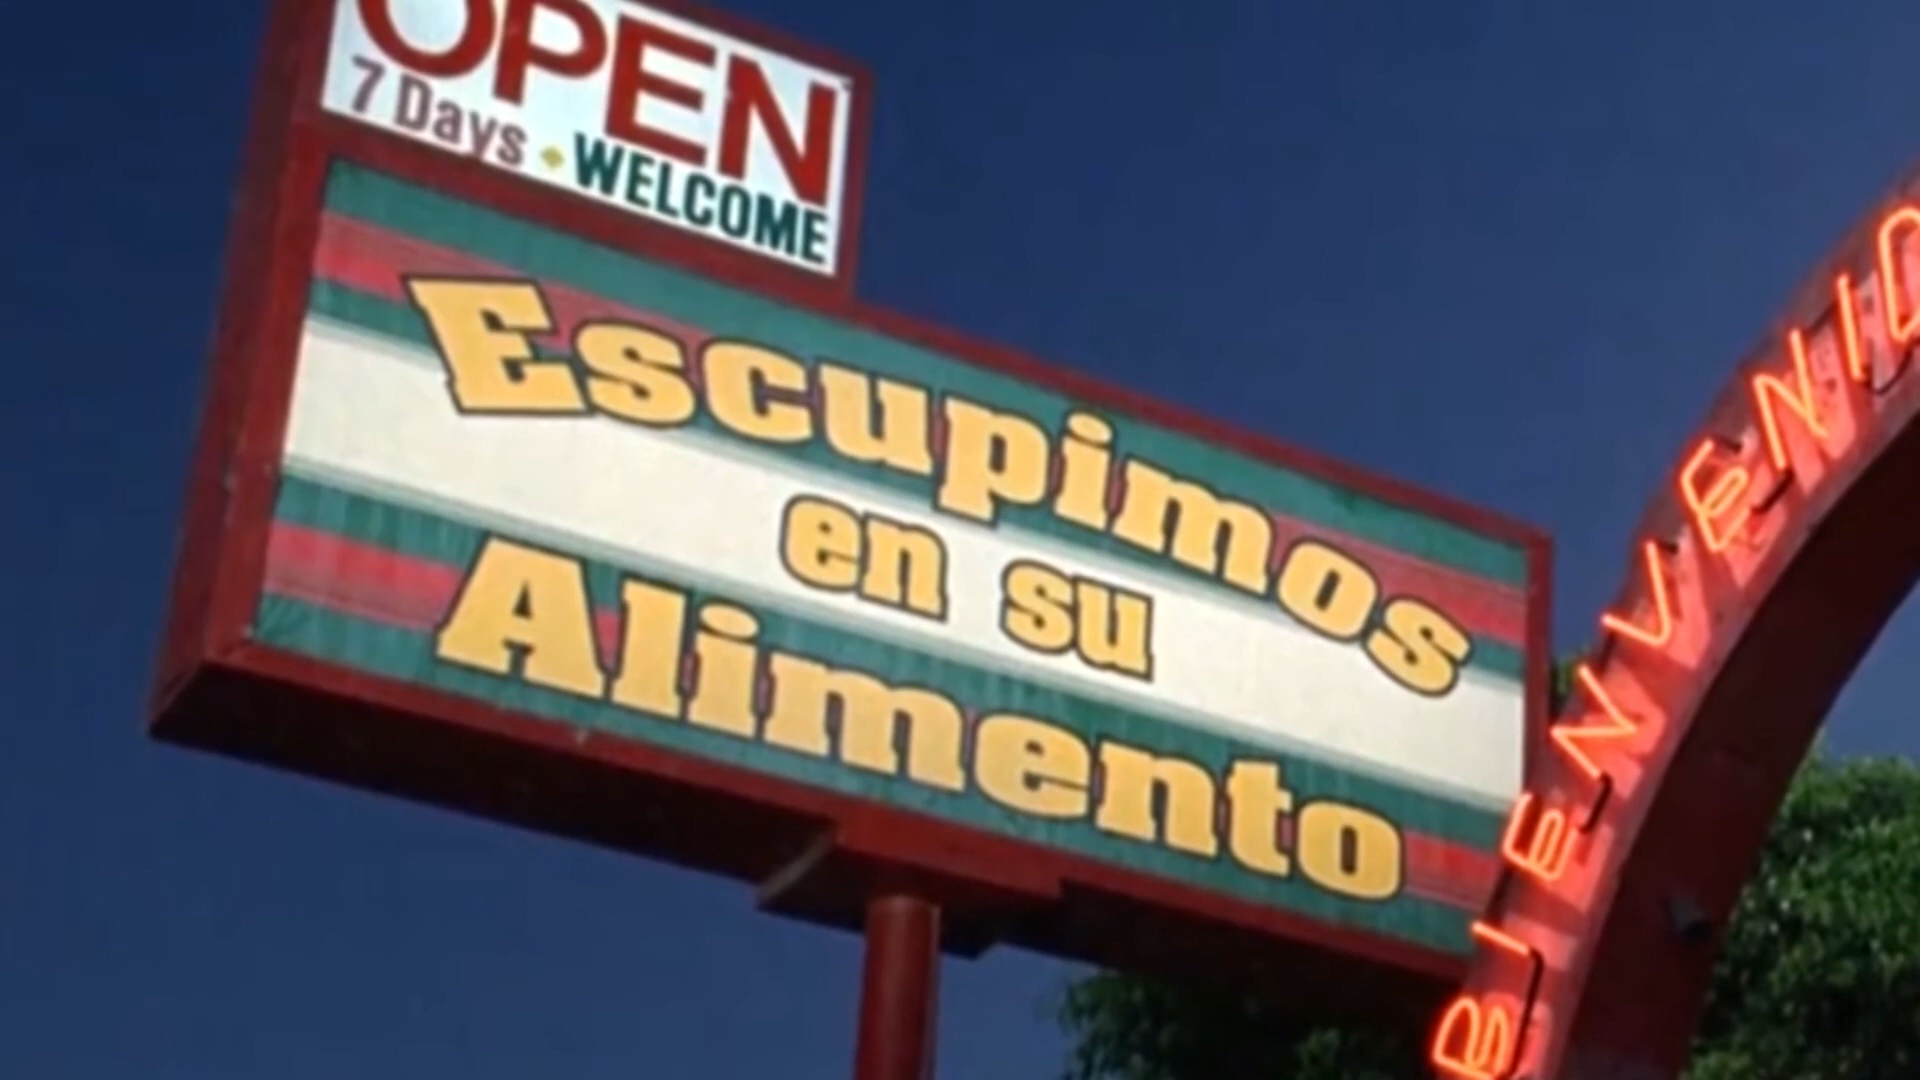 OPEN
7 Days • WELCOME
Escupimos
en su
Alimento
BIENVENID